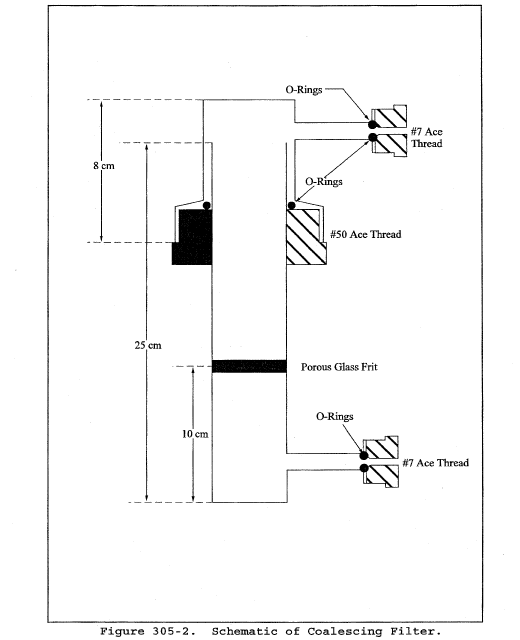 O-Rings
#7 Ace
Thread
8 cm
O-Rings
#50 Ace Thread
25 cm
Porous Glass Frit
O-Rings
10 cm
#7 Ace Thread
Figure 305-2. Schematic of Coalescing Filter.